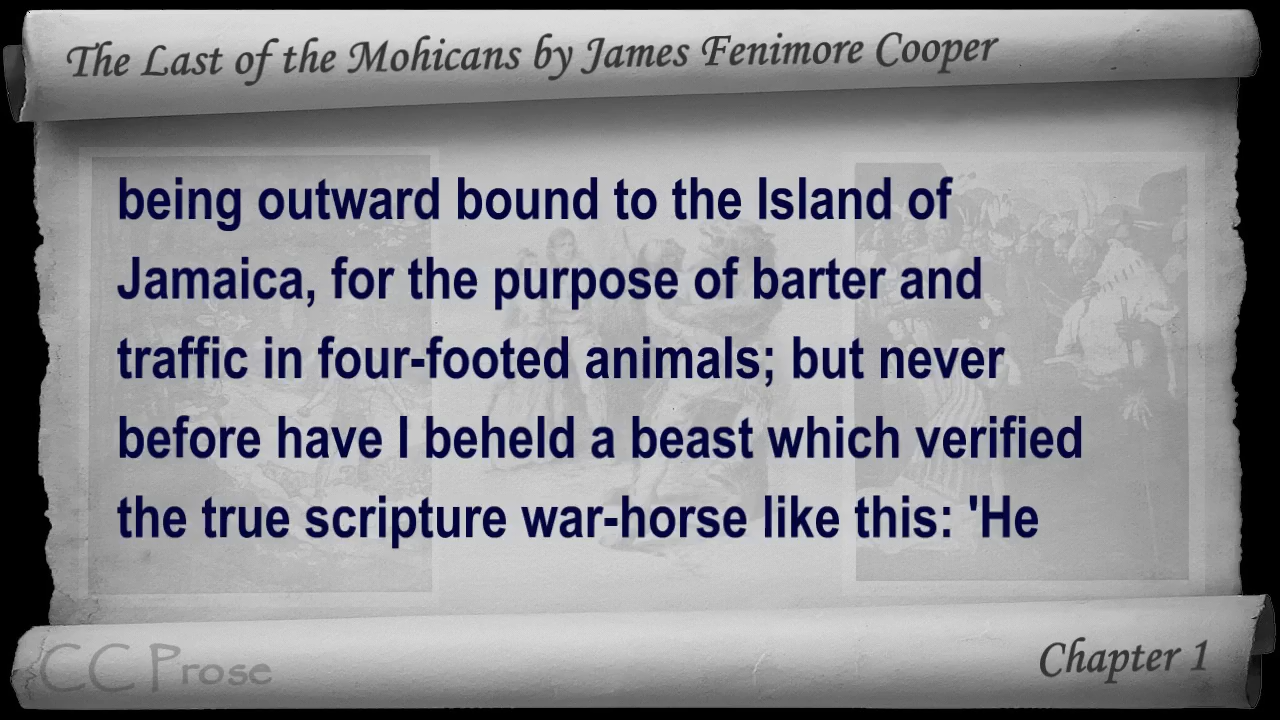 The Last of the Mohicans by James Fenimore Cooper
being outward bound to the Island of
Jamaica, for the purpose of barter and
traffic in four-footed animals; but never
before have I beheld a beast which verified
the true scripture war-horse like this: 'He
CC Prose
Chapter 1